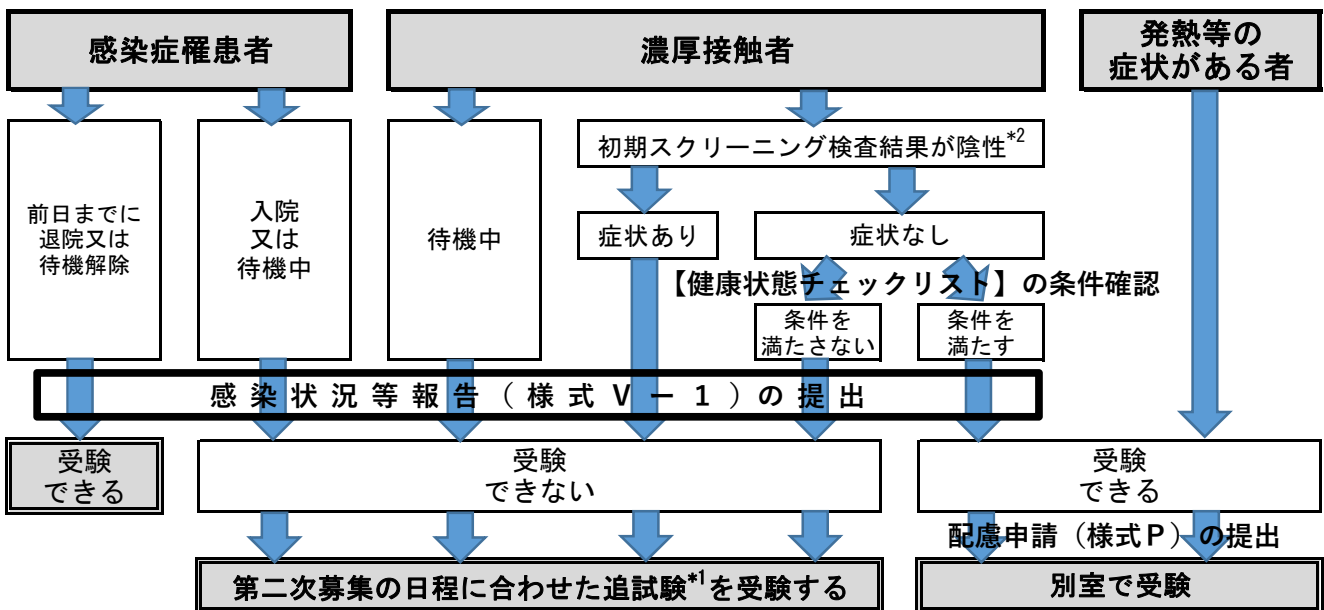 感染症罹患者
濃厚接触者
発熱等の
症状がある者
初期スクリーニング検査結果が陰性*2
前日までに
退院又は
待機解除
入院
又は
待機中
待機中
症状あり
症状なし
【健康状態チェックリスト】の条件確認
条件を
満たさない
条件を
満たす
感染状況等報告(様式Ⅴー1)の提出
受験
できる
受験
できない
受験
できる
配慮申請(様式P)の提出
第二次募集の日程に合わせた追試験*1を受験する
別室で受験